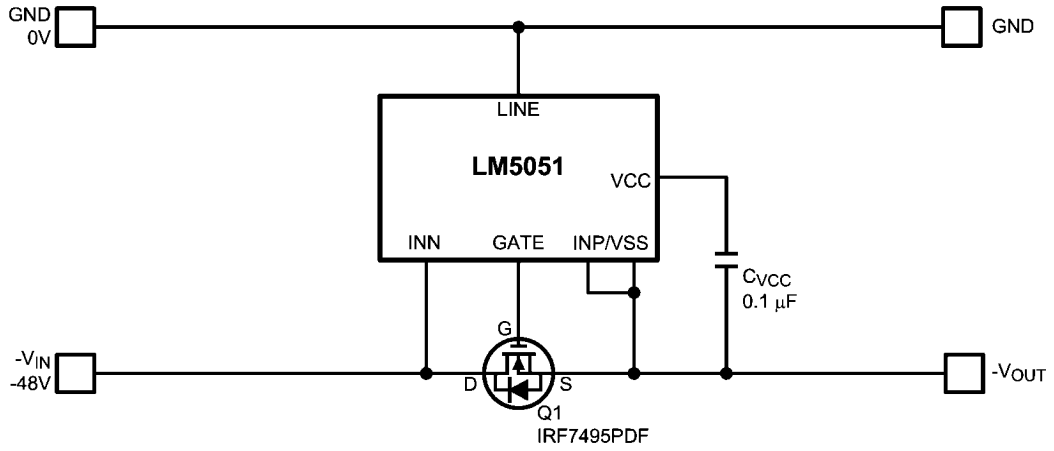 GND
0V
GND
LINE
LM5051
VCC
INN
GATE
INP/VSS
CVCC
0.1 μF
G
-VIN
-48V
D
S
-VOUT
Q1
IRF7495PDF